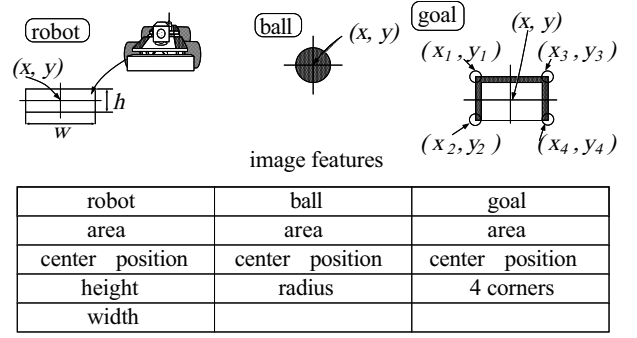 robot
ball
goal
(x, y)
(x, y)
(x, y)
(x1, y1)
(x3, y3)
h
w
(x2, y2)
(x4, y4)
image features
robot ball goal
area area area
center position center position center position
height radius 4 corners
width